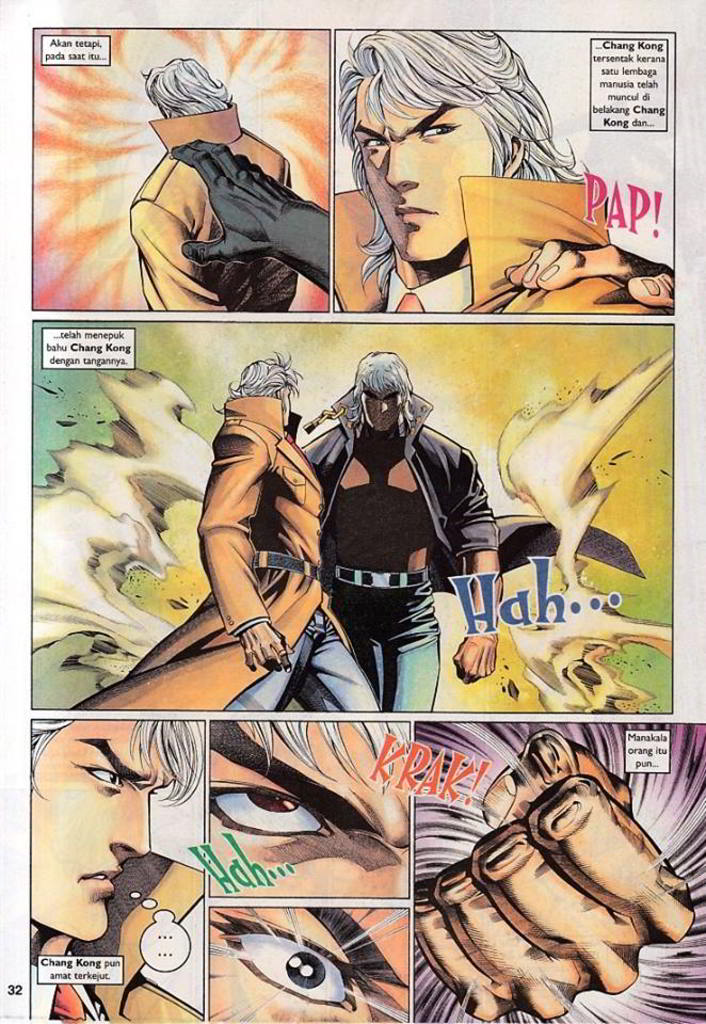 Akan tetapi,
pada saat itu...
...Chang Kong
tersentak kerana
satu lembaga
manusia telah
muncul di
belakang Chang
Kong dan...
PAP!
...telah menepuk
bahu Chang Kong
dengan tangannya.
Hah...
Chang Kong pun
amat terkejut.
...
...
Hah...
KRAK!
Manakala
orang itu
pun...
32